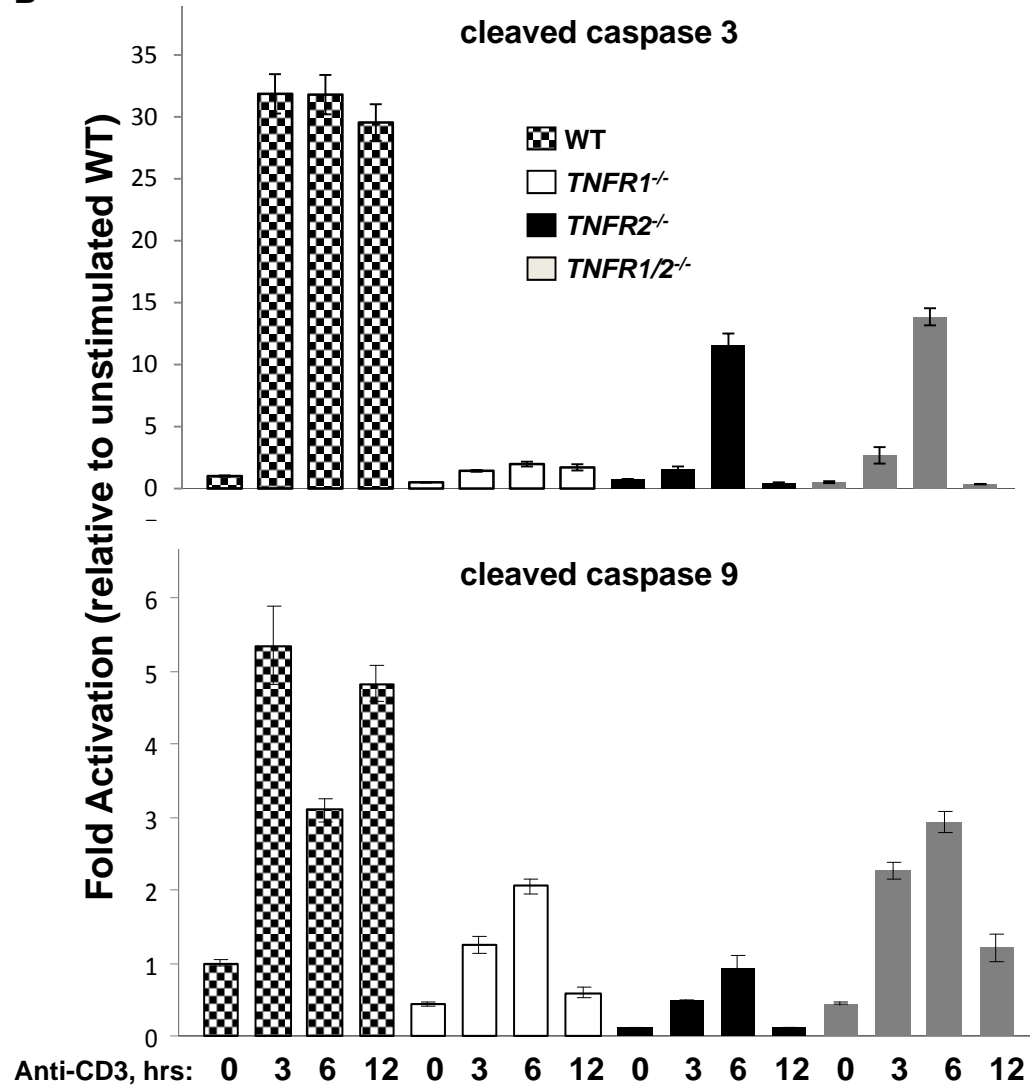 cleaved caspase 3
Fold Activation (relative to unstimulated WT)
35
30
25
20
15
10
5
0
–
WT
TNFR1-/-
TNFR2-/-
TNFR1/2-/-
cleaved caspase 9
6
5
4
3
2
1
0
Anti-CD3, hrs: 0 3 6 12 0 3 6 12 0 3 6 12 0 3 6 12